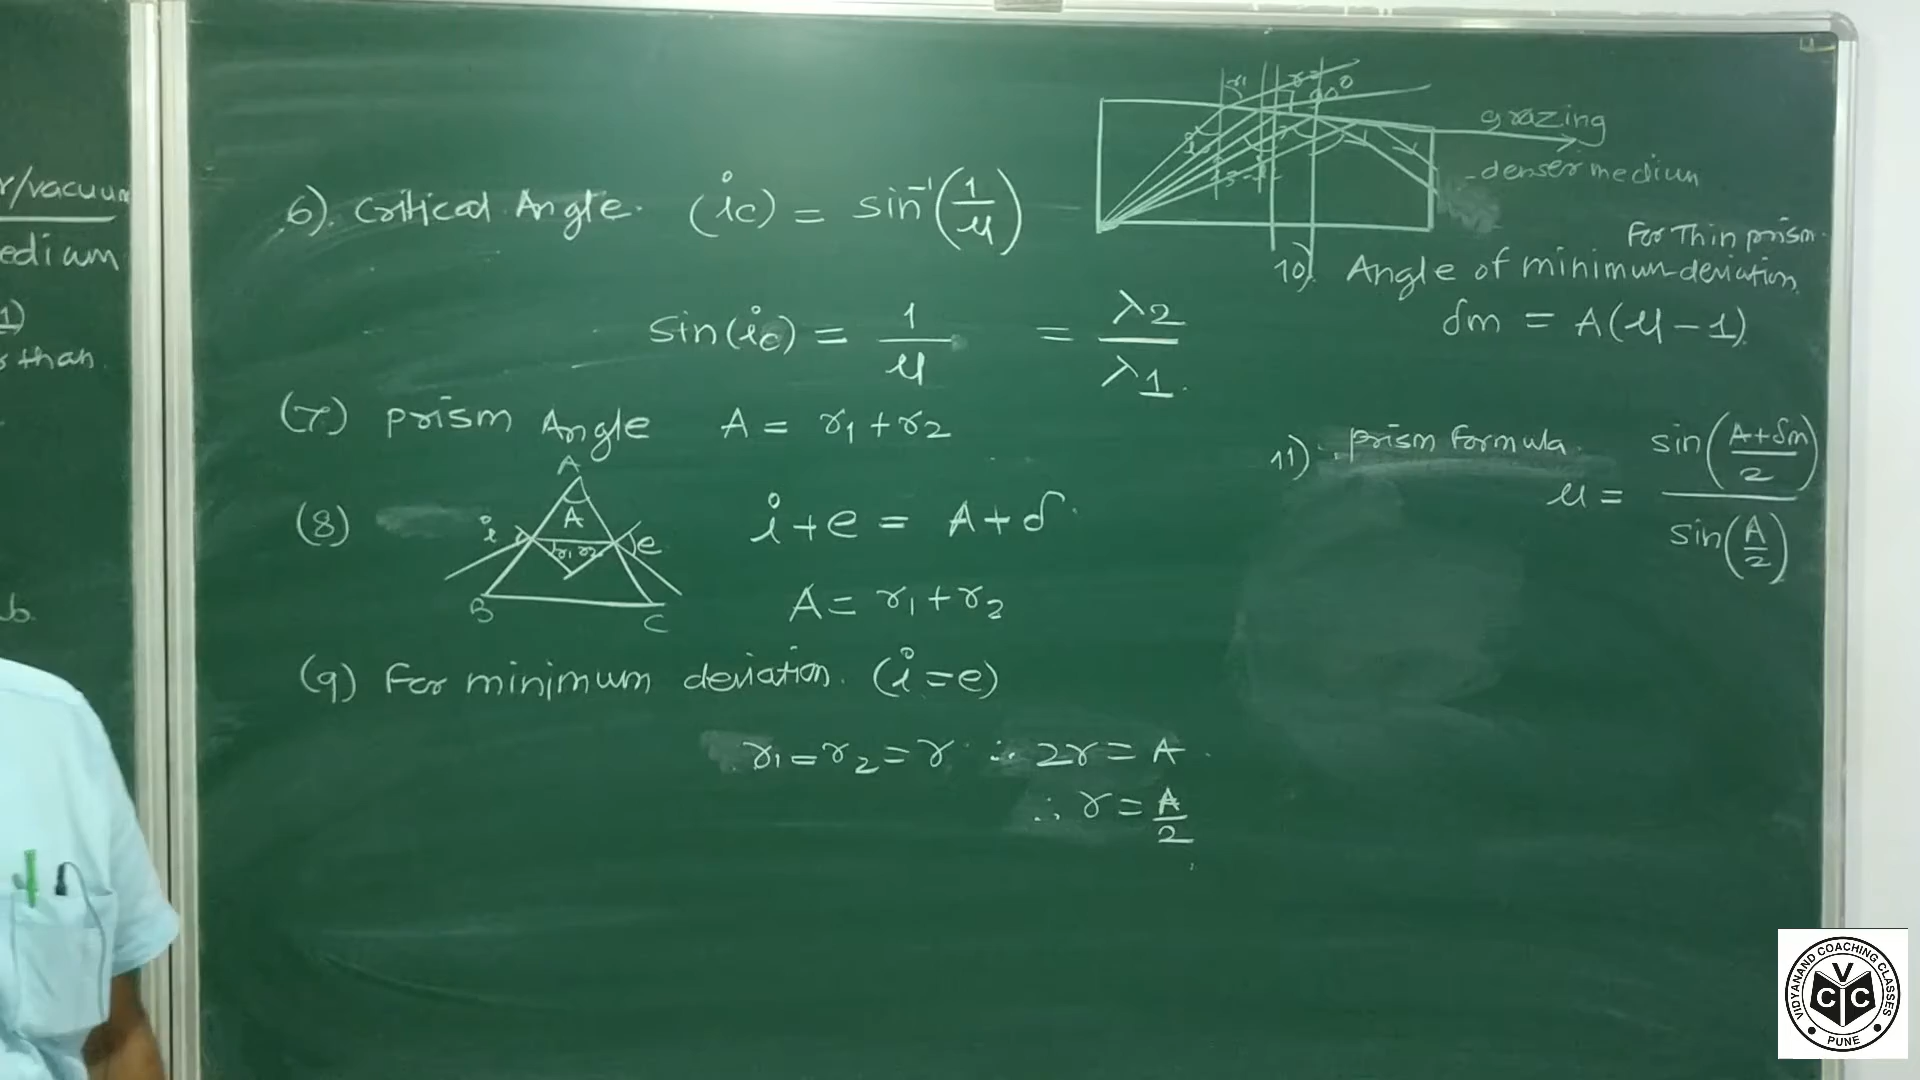 r/vacuum
edium
1)
s than
b.
6). Critical Angle. (ic) = sin⁻¹(1/μ)
sin(ic) = 1/μ = λ2/λ1.
(7) prism Angle A = r1 + r2
A
A
(8) i r1 r2 e i + e = A + δ
B C
A = r1 + r2
(9) For minimum deviation. (i = e)
r1 = r2 = r ∴ 2r = A.
∴ r = A/2
grazing
denser medium
For Thin prism.
10) Angle of minimum deviation
δm = A(μ - 1)
11) prism Formula.
μ = sin((A+δm)/2) / sin(A/2)
VIDYANAND COACHING CLASSES
VCC
PUNE